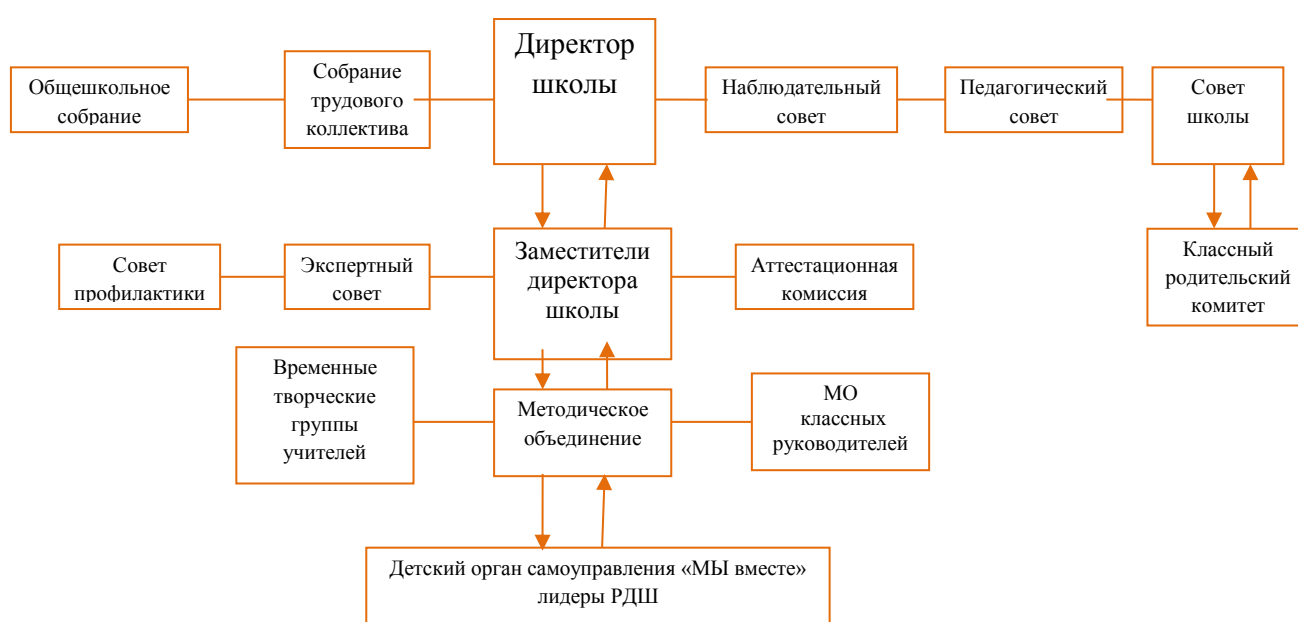 Директор
школы
Общешкольное
собрание
Собрание
трудового
коллектива
Наблюдательный
совет
Педагогический
совет
Совет
школы
Совет
профилактики
Экспертный
совет
Заместители
директора
школы
Аттестационная
комиссия
Классный
родительский
комитет
Временные
творческие
группы
учителей
Методическое
объединение
МО
классных
руководителей
Детский орган самоуправления «МЫ вместе»
лидеры РДШ